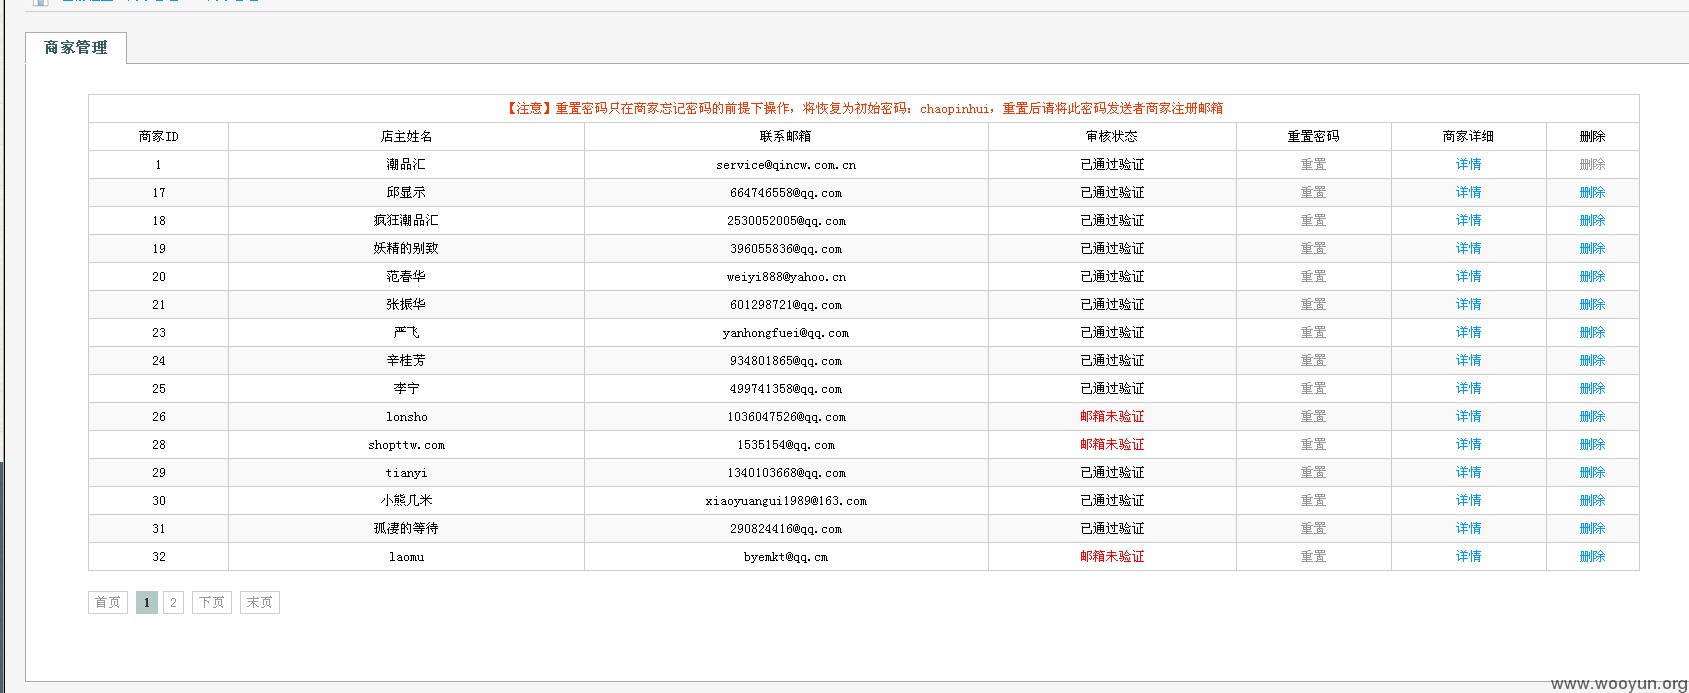 商家管理
【注意】重置密码只在商家忘记密码的前提下操作，将恢复为初始密码：chaopinhui，重置后请将此密码发送者商家注册邮箱
商家ID 店主姓名 联系邮箱 审核状态 重置密码 商家详细 删除
1 潮品汇 service@qincw.com.cn 已通过验证 重置 详情 删除
17 邱显示 664746558@qq.com 已通过验证 重置 详情 删除
18 疯狂潮品汇 2530052005@qq.com 已通过验证 重置 详情 删除
19 妖精的别致 396055836@qq.com 已通过验证 重置 详情 删除
20 范春华 weiyi888@yahoo.cn 已通过验证 重置 详情 删除
21 张振华 601298721@qq.com 已通过验证 重置 详情 删除
23 严飞 yanhongfuei@qq.com 已通过验证 重置 详情 删除
24 辛桂芳 934801865@qq.com 已通过验证 重置 详情 删除
25 李宁 499741358@qq.com 已通过验证 重置 详情 删除
26 lonsho 1036047526@qq.com 邮箱未验证 重置 详情 删除
28 shopttw.com 1535154@qq.com 邮箱未验证 重置 详情 删除
29 tianyi 1340103668@qq.com 已通过验证 重置 详情 删除
30 小熊几米 xiaoyuangui1989@163.com 已通过验证 重置 详情 删除
31 孤凄的等待 290824416@qq.com 已通过验证 重置 详情 删除
32 laomu byemkt@qq.cm 邮箱未验证 重置 详情 删除
首页 1 2 下页 末页
www.wooyun.org